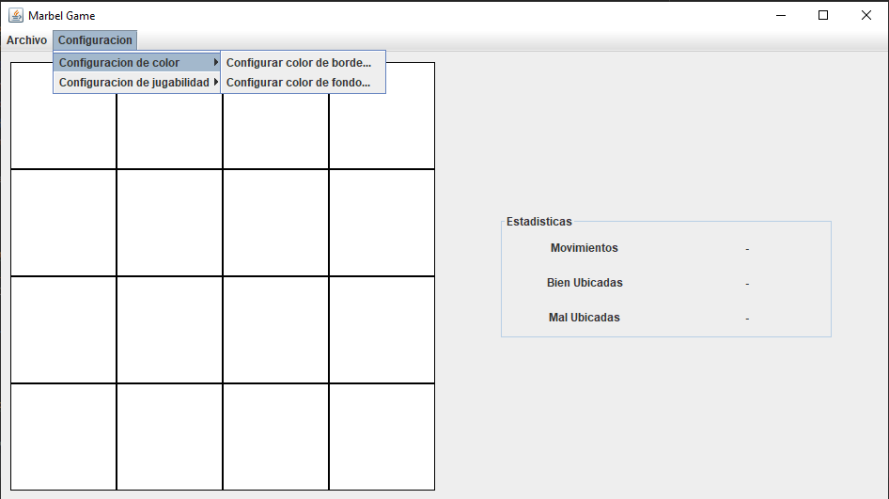 Marbel Game
Archivo Configuracion
Configuracion de color
Configurar color de borde...
Configuracion de jugabilidad
Configurar color de fondo...
Estadisticas
Movimientos -
Bien Ubicadas -
Mal Ubicadas -